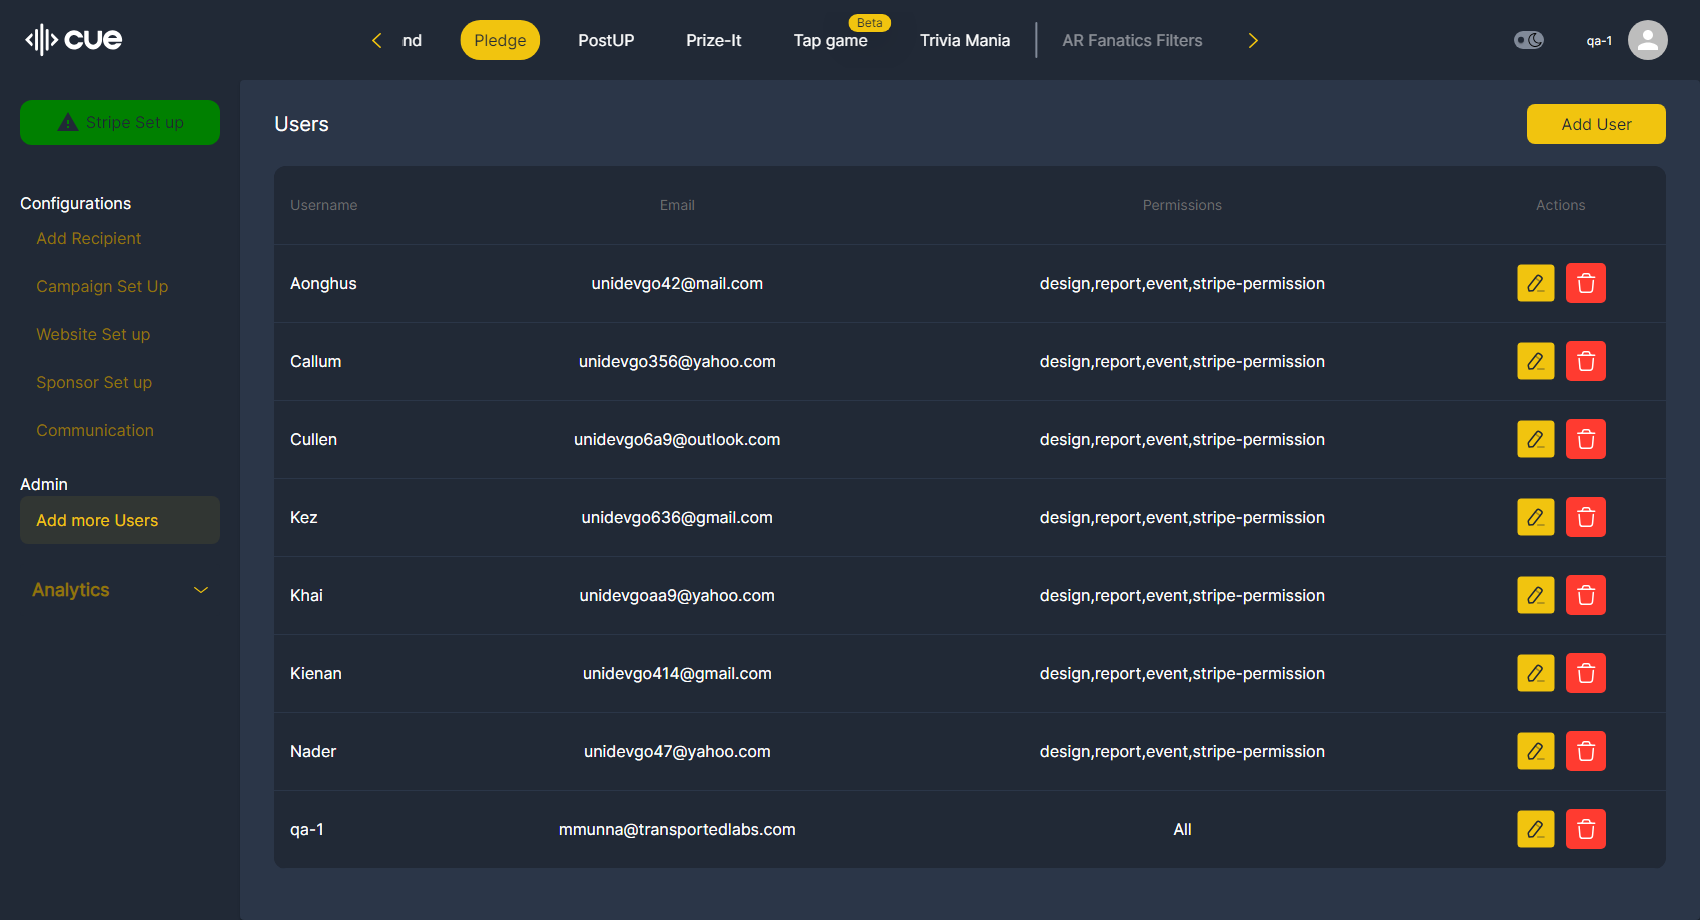 cue
nd
Pledge
PostUP
Prize-It
Beta
Tap game
Trivia Mania
AR Fanatics Filters
qa-1
Stripe Set up
Configurations
Add Recipient
Campaign Set Up
Website Set up
Sponsor Set up
Communication
Admin
Add more Users
Analytics
Users
Add User
Username Email Permissions Actions
Aonghus unidevgo42@mail.com design,report,event,stripe-permission
Callum unidevgo356@yahoo.com design,report,event,stripe-permission
Cullen unidevgo6a9@outlook.com design,report,event,stripe-permission
Kez unidevgo636@gmail.com design,report,event,stripe-permission
Khai unidevgoaa9@yahoo.com design,report,event,stripe-permission
Kienan unidevgo414@gmail.com design,report,event,stripe-permission
Nader unidevgo47@yahoo.com design,report,event,stripe-permission
qa-1 mmunna@transportedlabs.com All